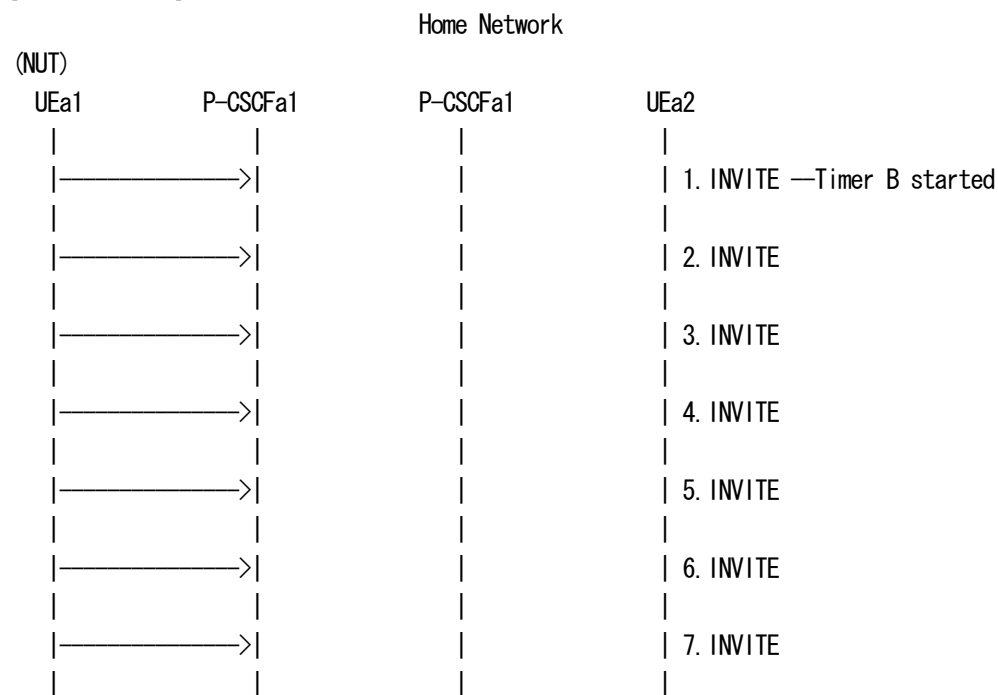 Home Network
(NUT)
UEa1 P-CSCFa1 P-CSCFa1 UEa2
1. INVITE —Timer B started
2. INVITE
3. INVITE
4. INVITE
5. INVITE
6. INVITE
7. INVITE